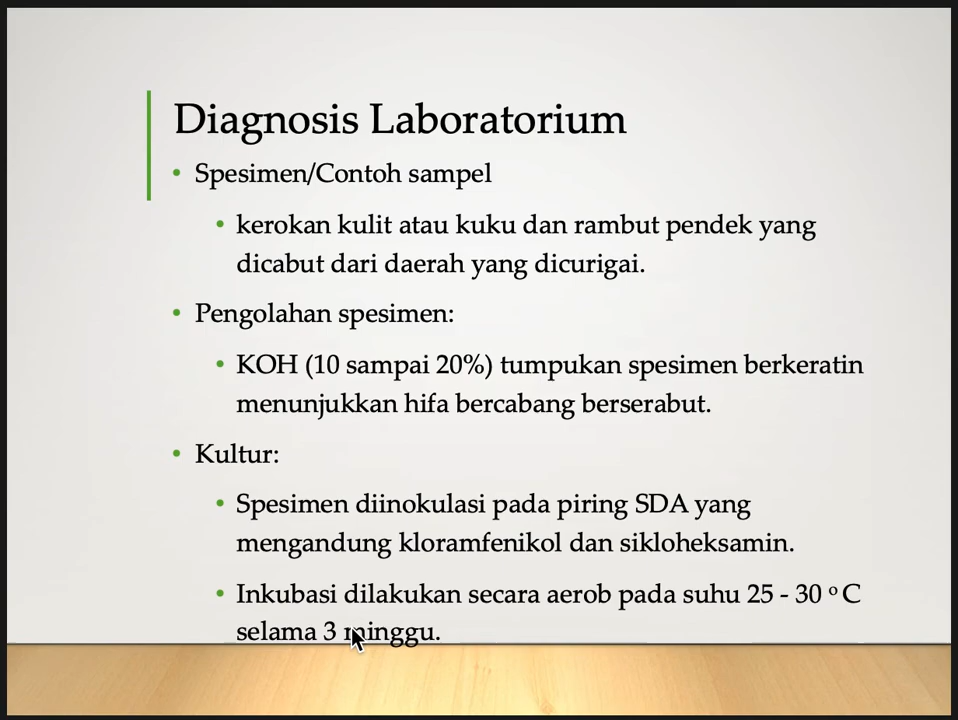 Diagnosis Laboratorium
• Spesimen/Contoh sampel
• kerokan kulit atau kuku dan rambut pendek yang
dicabut dari daerah yang dicurigai.
• Pengolahan spesimen:
• KOH (10 sampai 20%) tumpukan spesimen berkeratin
menunjukkan hifa bercabang berserabut.
• Kultur:
• Spesimen diinokulasi pada piring SDA yang
mengandung kloramfenikol dan sikloheksamin.
• Inkubasi dilakukan secara aerob pada suhu 25 - 30 º C
selama 3 minggu.